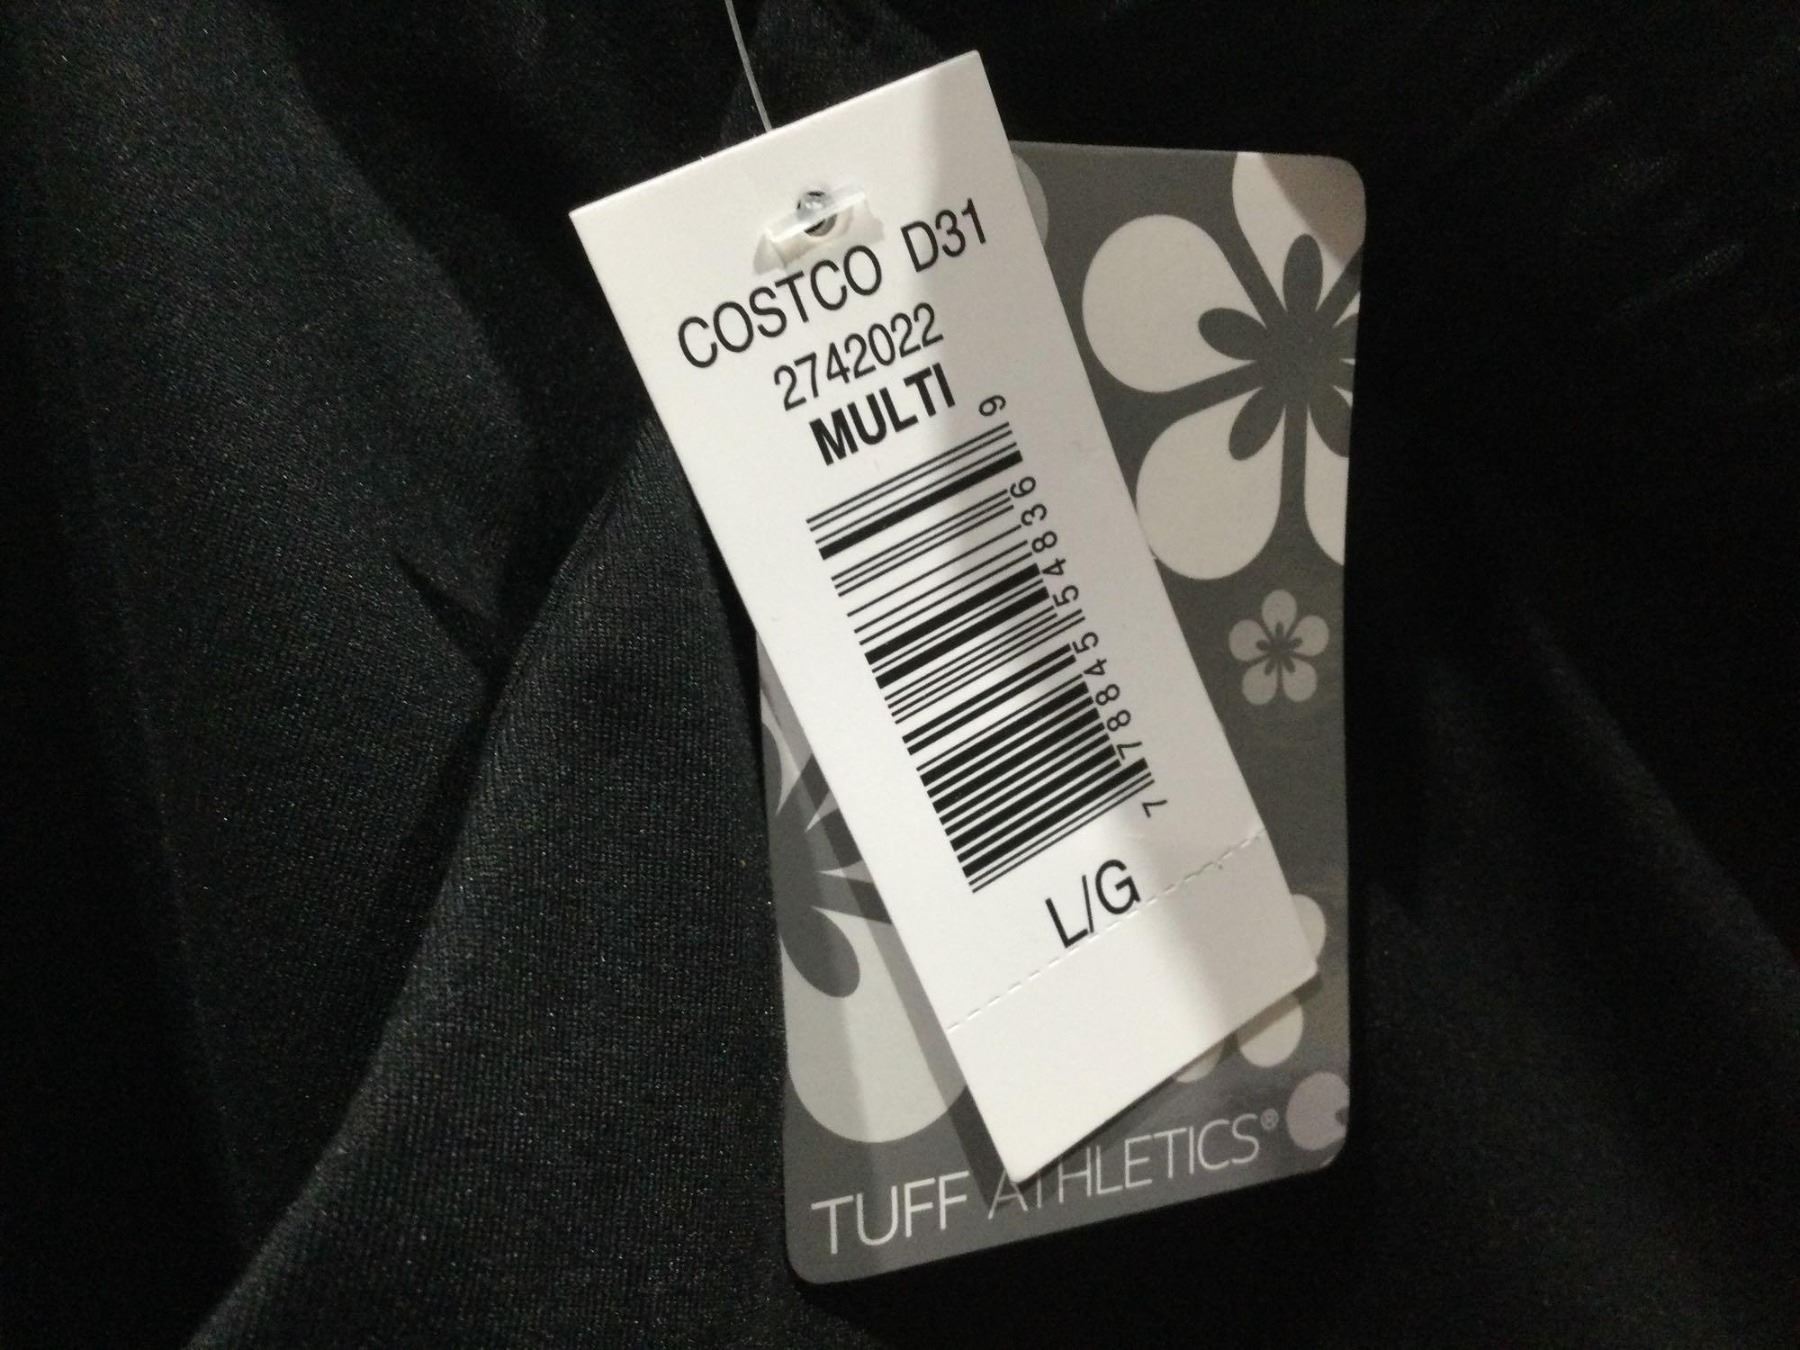 COSTCO D31
2742022
MULTI
7 78845 54836 9
L/G
TUFF ATHLETICS®